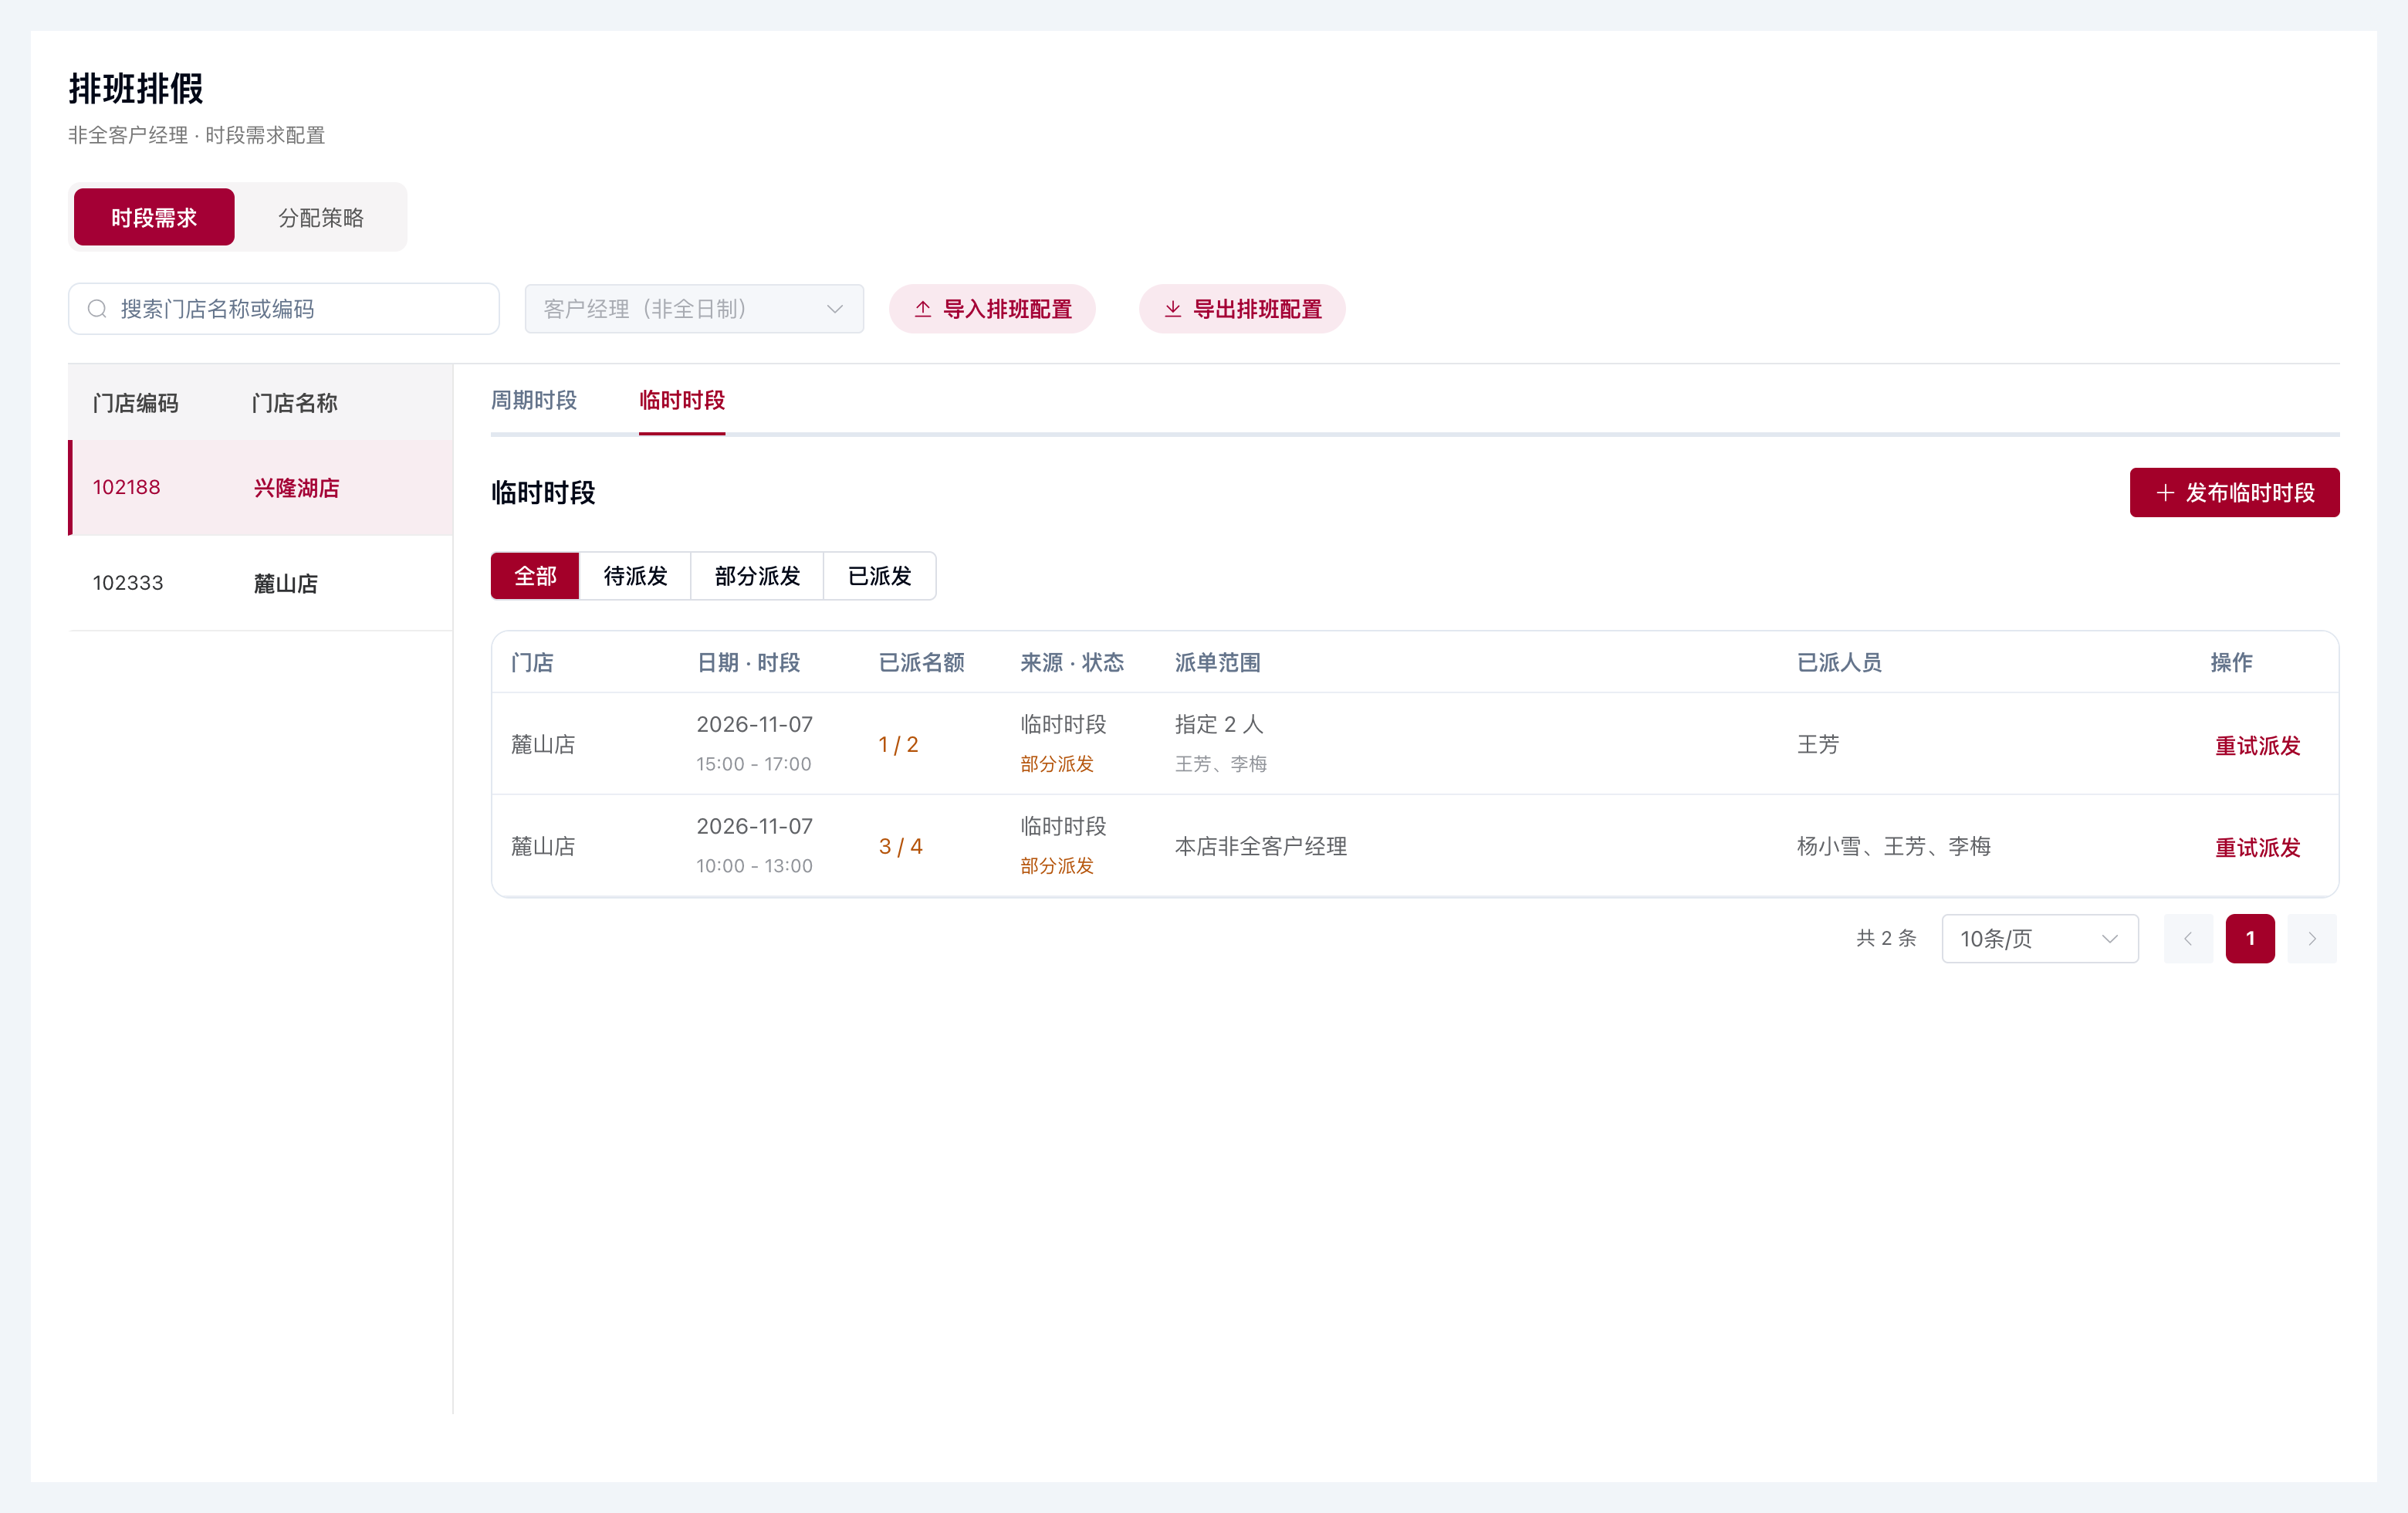 排班排假
非全客户经理 · 时段需求配置
时段需求 分配策略
搜索门店名称或编码 客户经理（非全日制） 导入排班配置 导出排班配置
门店编码 门店名称
102188 兴隆湖店
102333 麓山店
周期时段 临时时段
临时时段 发布临时时段
全部 待派发 部分派发 已派发
门店 日期 · 时段 已派名额 来源 · 状态 派单范围 已派人员 操作
麓山店 2026-11-07 1 / 2 临时时段 指定 2 人 王芳 重试派发
15:00 - 17:00 部分派发 王芳、李梅
麓山店 2026-11-07 3 / 4 临时时段 本店非全客户经理 杨小雪、王芳、李梅 重试派发
10:00 - 13:00 部分派发
共 2 条 10条/页 1